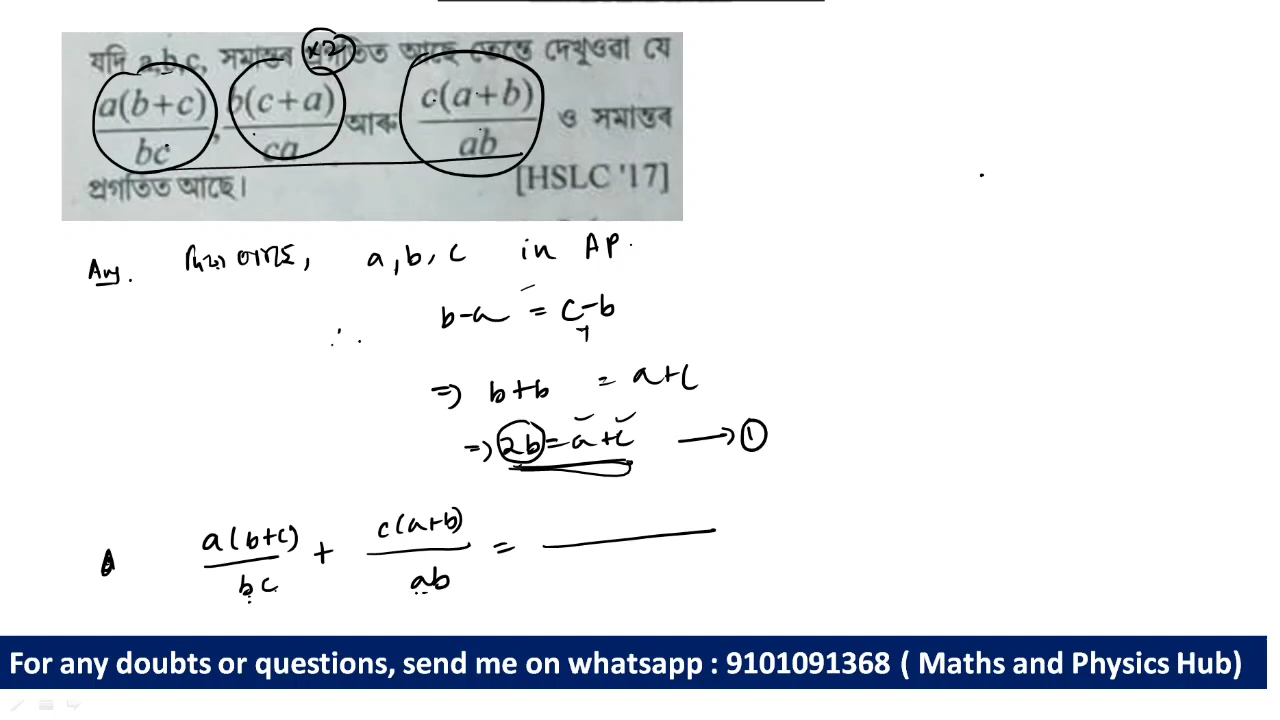 যদি a,b,c, সমান্তৰ প্ৰগতিত আছে তেন্তে দেখুওৱা যে
×2
a(b+c)/bc , b(c+a)/ca আৰু c(a+b)/ab ও সমান্তৰ
প্ৰগতিত আছে। [HSLC '17]
Ans. দিয়া আছে, a, b, c in AP.
∴ b-a = c-b
=> b+b = a+c
=> 2b = a+c → ①
a(b+c)/bc + c(a+b)/ab =
For any doubts or questions, send me on whatsapp : 9101091368 ( Maths and Physics Hub)